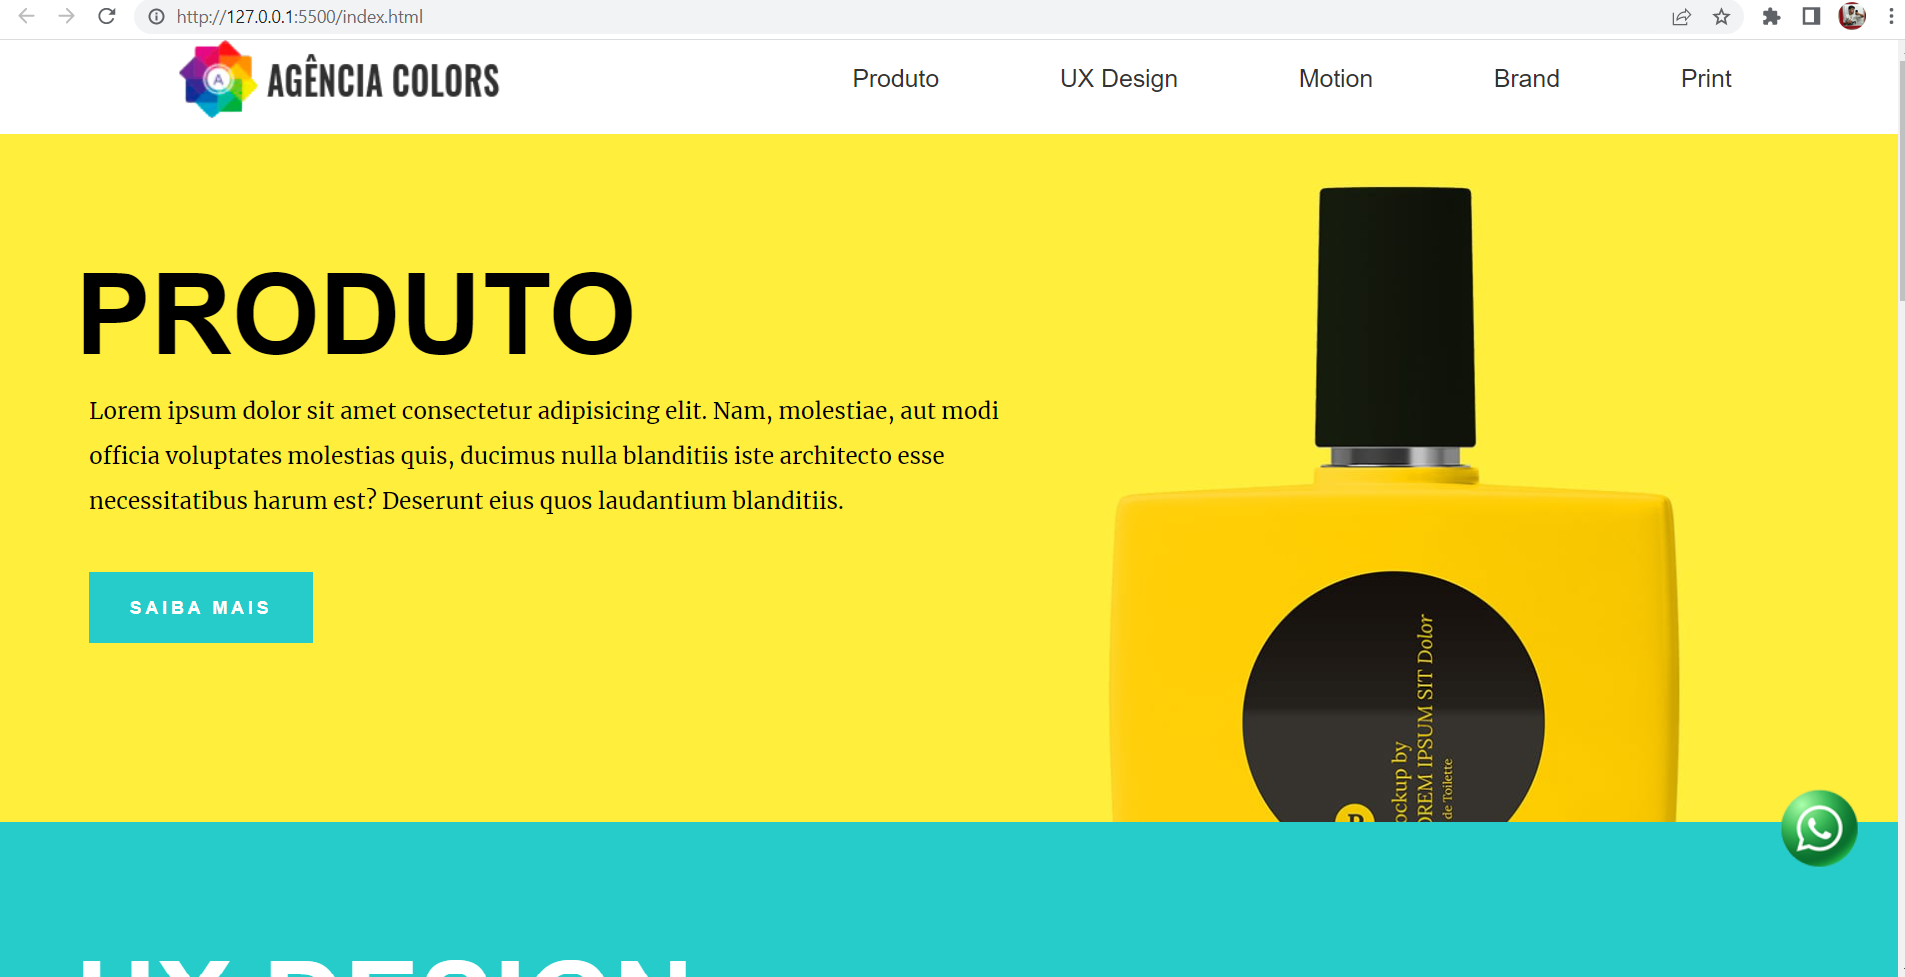 http://127.0.0.1:5500/index.html
A
AGÊNCIA COLORS
Produto
UX Design
Motion
Brand
Print
PRODUTO
Lorem ipsum dolor sit amet consectetur adipisicing elit. Nam, molestiae, aut modi
officia voluptates molestias quis, ducimus nulla blanditiis iste architecto esse
necessitatibus harum est? Deserunt eius quos laudantium blanditiis.
SAIBA MAIS
ockup by
OREM IPSUM SIT Dolor
de Toilette
UX DESIGN